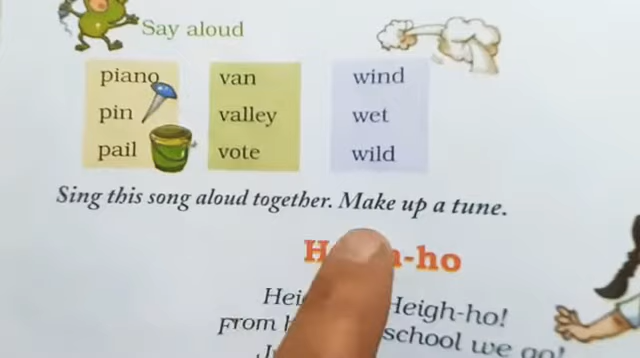 Say aloud
piano van wind
pin valley wet
pail vote wild
Sing this song aloud together. Make up a tune.
-ho
Heigh-ho!
From school we go!